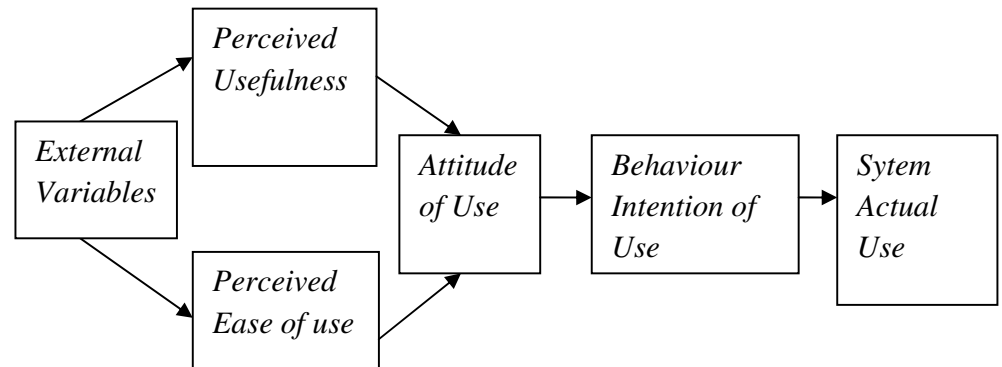 Perceived
Usefulness
External
Variables
Perceived
Ease of use
Attitude
of Use
Behaviour
Intention of
Use
Sytem
Actual
Use